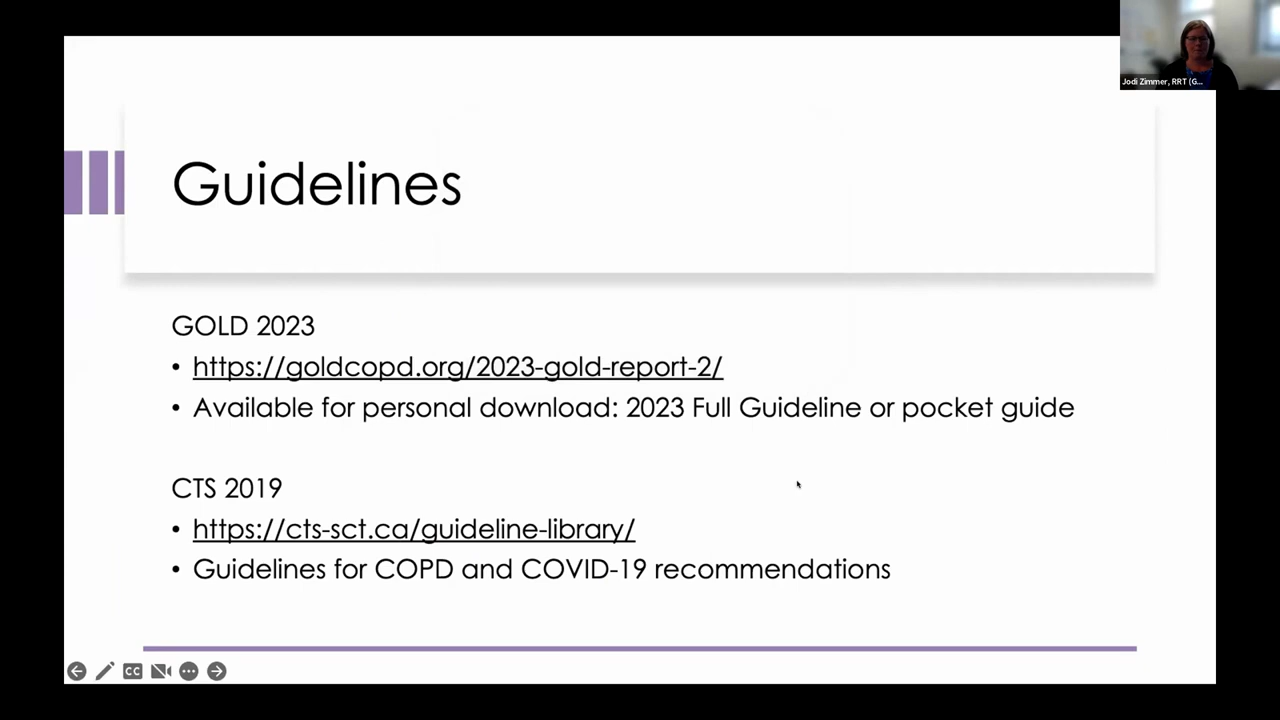 Jodi Zimmer, RRT (G...
Guidelines
GOLD 2023
• https://goldcopd.org/2023-gold-report-2/
• Available for personal download: 2023 Full Guideline or pocket guide
CTS 2019
• https://cts-sct.ca/guideline-library/
• Guidelines for COPD and COVID-19 recommendations
CC